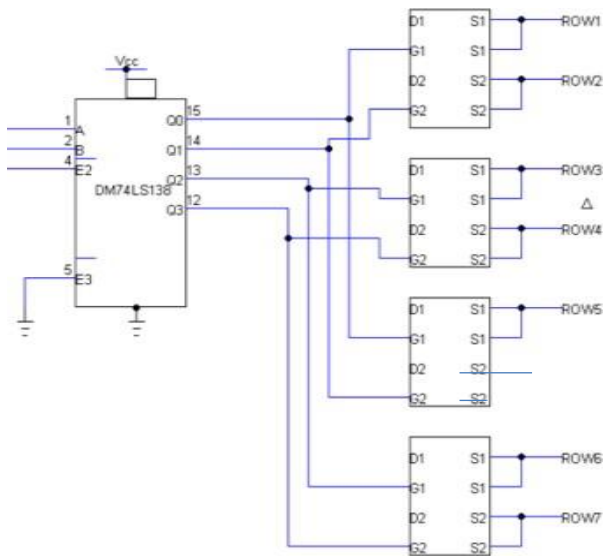 Vcc
1 A
2 B
4 E2
5 E3
DM74LS138
Q0 15
Q1 14
Q2 13
Q3 12
D1 S1 ROW1
G1 S1
D2 S2 ROW2
G2 S2
D1 S1 ROW3
G1 S1
Δ
D2 S2 ROW4
G2 S2
D1 S1 ROW5
G1 S1
D2 S2
G2 S2
D1 S1 ROW6
G1 S1
D2 S2 ROW7
G2 S2